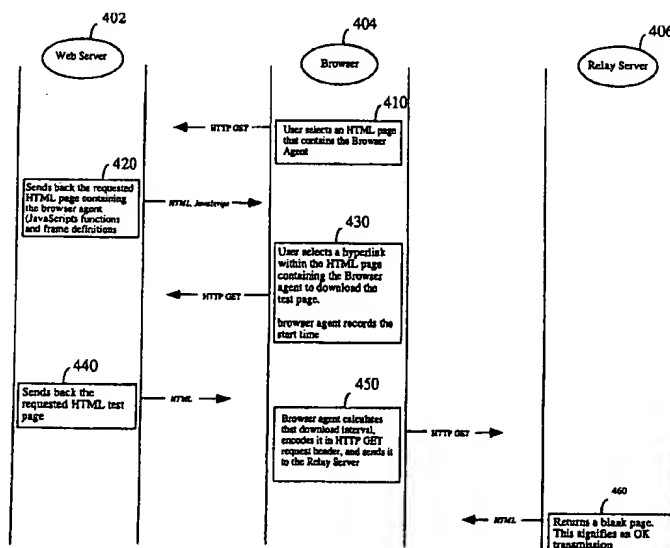 402
Web Server
404
Browser
406
Relay Server
HTTP GET
410
User selects an HTML page
that contains the Browser
Agent
420
Sends back the requested
HTML page containing
the browser agent
(JavaScripts functions
and frame definitions
HTML, JavaScript
430
User selects a hyperlisk
within the HTML page
containing the Browser
agent to download the
test page.
browser agent records the
start time
HTTP GET
440
Sends back the
requested HTML test
page
HTML
450
Browser agent calculates
that download interval,
encodes it in HTTP GET
request header, and sends it
to the Relay Server
HTTP GET
460
Returns a blank page.
This signifies an OK
transmission
HTML